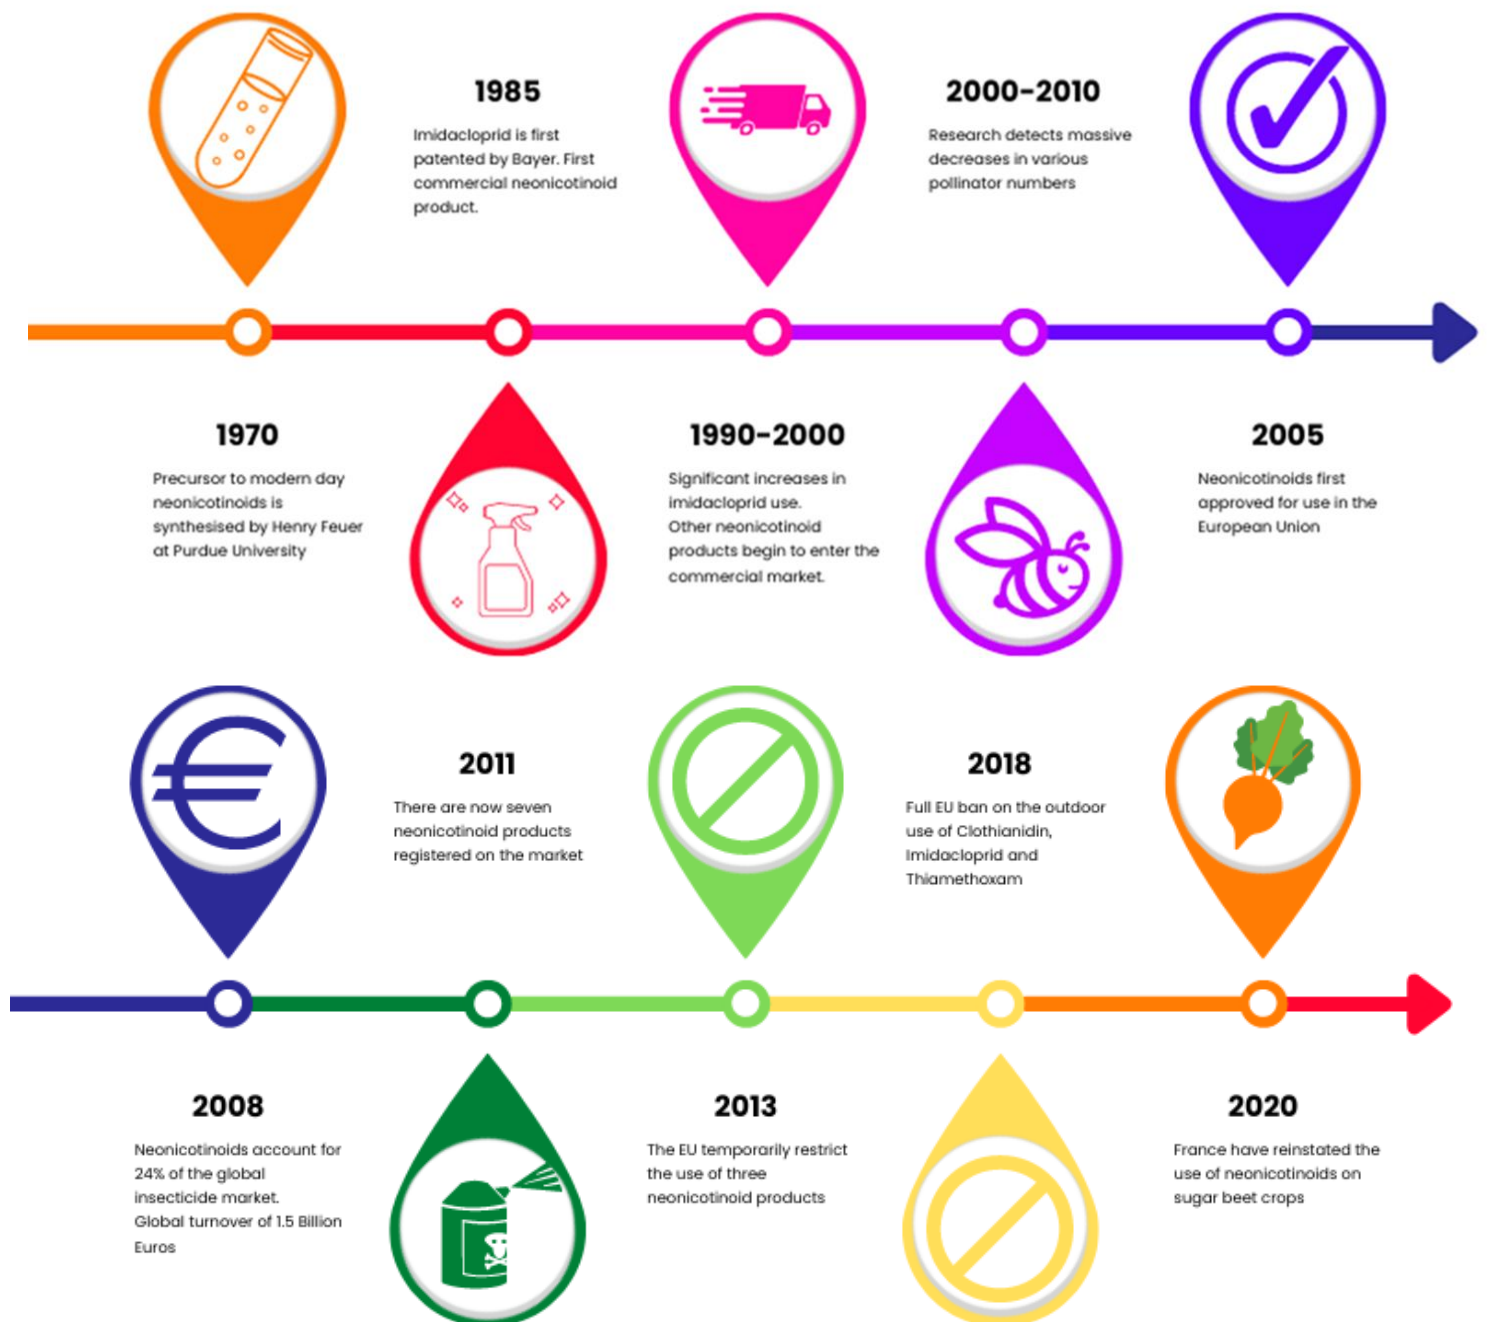 1985
Imidacloprid is first
patented by Bayer. First
commercial neonicotinoid
product.
2000-2010
Research detects massive
decreases in various
pollinator numbers
1970
Precursor to modern day
neonicotinoids is
synthesised by Henry Feuer
at Purdue University
1990-2000
Significant increases in
imidacloprid use.
Other neonicotinoid
products begin to enter the
commercial market.
2005
Neonicotinoids first
approved for use in the
European Union
2011
There are now seven
neonicotinoid products
registered on the market
2018
Full EU ban on the outdoor
use of Clothianidin,
Imidacloprid and
Thiamethoxam
2008
Neonicotinoids account for
24% of the global
insecticide market.
Global turnover of 1.5 Billion
Euros
2013
The EU temporarily restrict
the use of three
neonicotinoid products
2020
France have reinstated the
use of neonicotinoids on
sugar beet crops